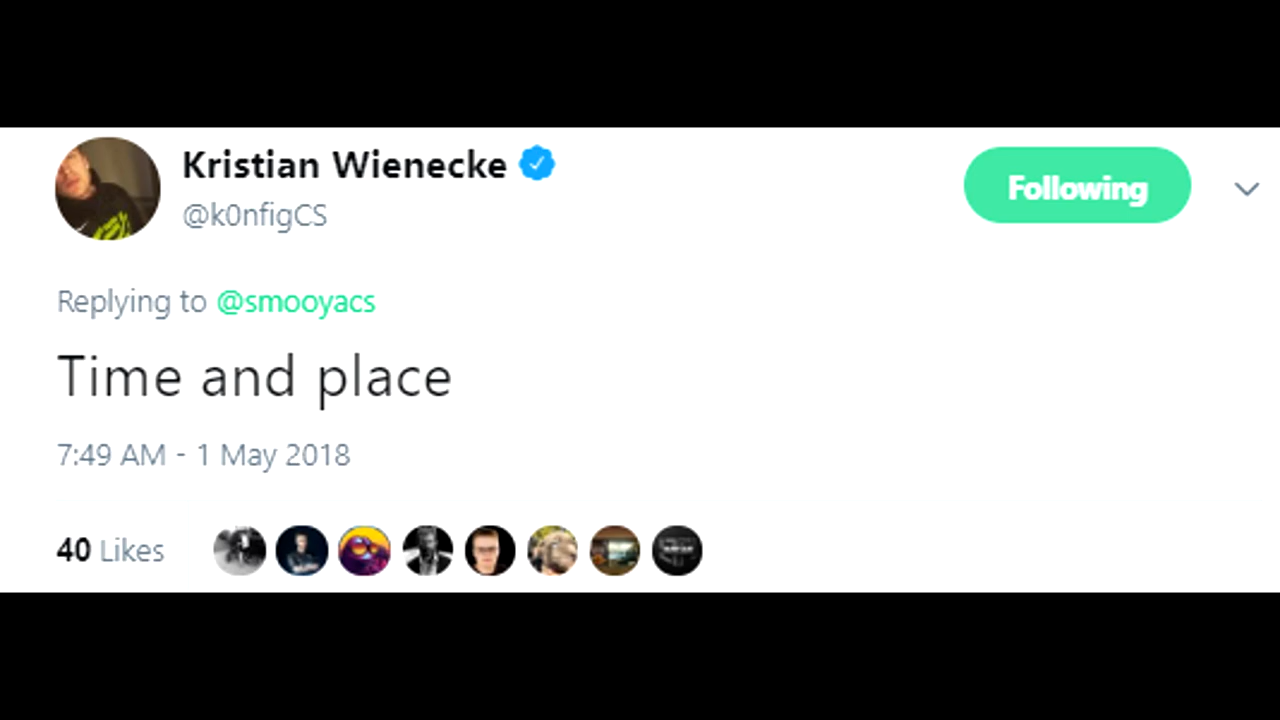 Kristian Wienecke
@k0nfigCS
Following
Replying to @smooyacs
Time and place
7:49 AM - 1 May 2018
40 Likes